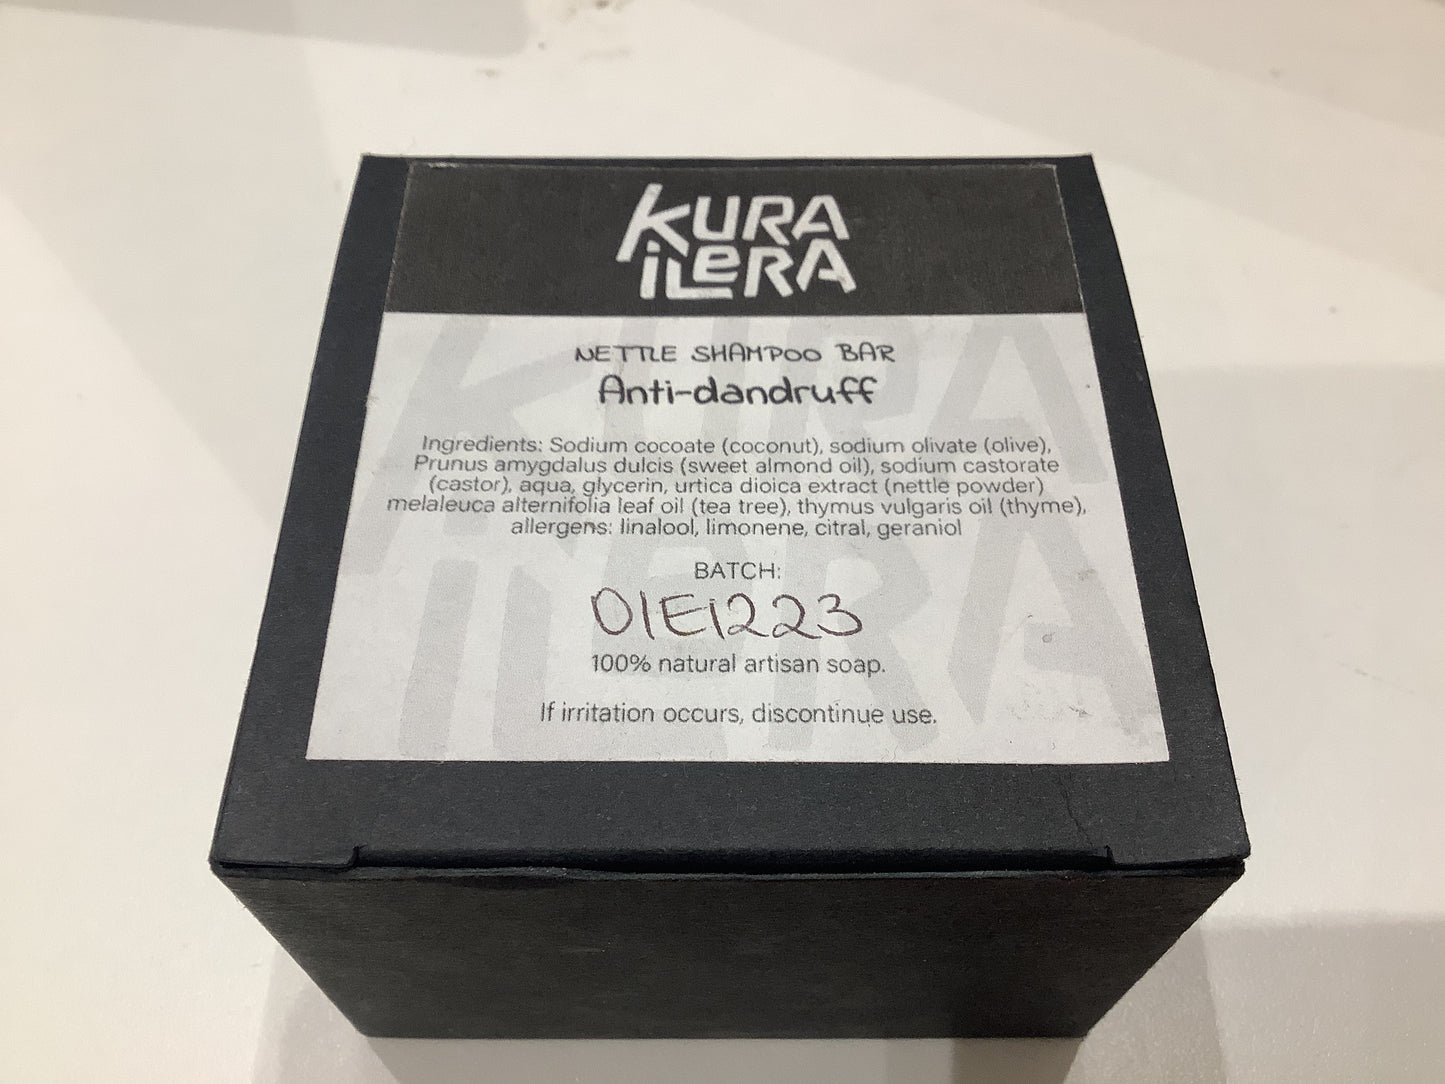 KURA
iLeRA
NETTLE SHAMPOO BAR
Anti-dandruff
Ingredients: Sodium cocoate (coconut), sodium olivate (olive),
Prunus amygdalus dulcis (sweet almond oil), sodium castorate
(castor), aqua, glycerin, urtica dioica extract (nettle powder)
melaleuca alternifolia leaf oil (tea tree), thymus vulgaris oil (thyme),
allergens: linalool, limonene, citral, geraniol
BATCH:
01E1223
100% natural artisan soap.
If irritation occurs, discontinue use.